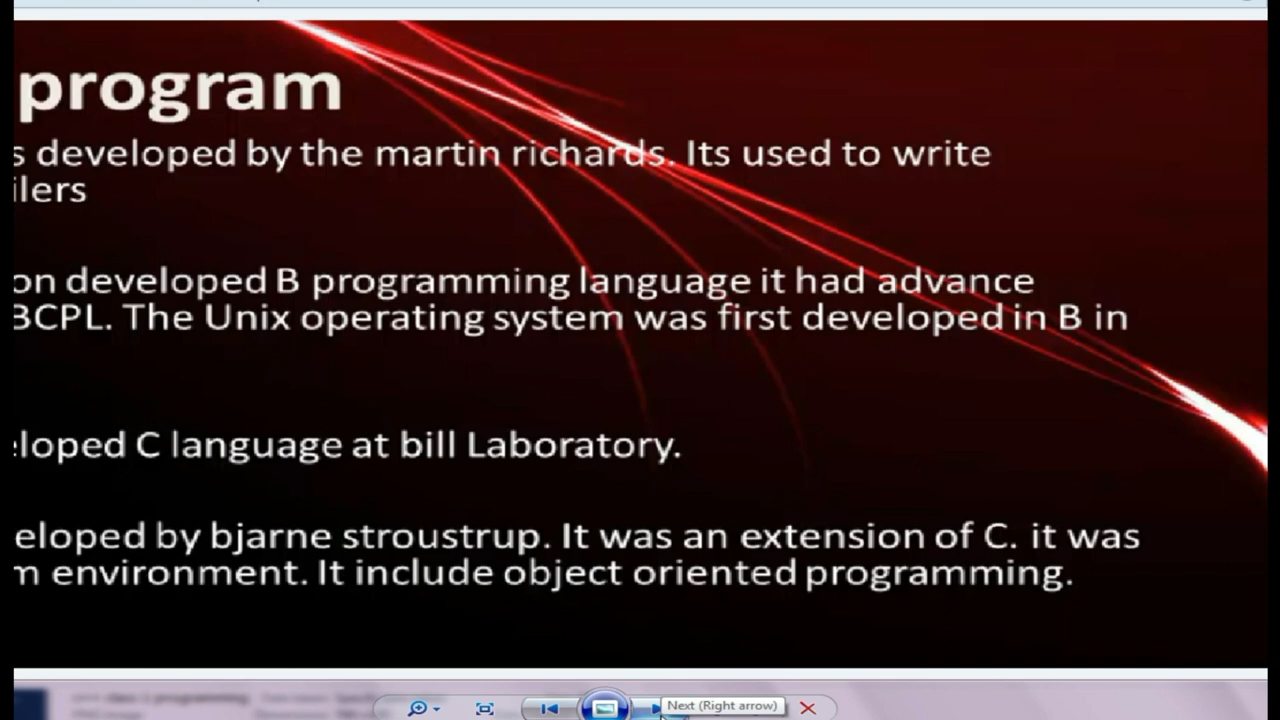 program
s developed by the martin richards. Its used to write
ilers
on developed B programming language it had advance
BCPL. The Unix operating system was first developed in B in
eloped C language at bill Laboratory.
eloped by bjarne stroustrup. It was an extension of C. it was
m environment. It include object oriented programming.
Next (Right arrow)